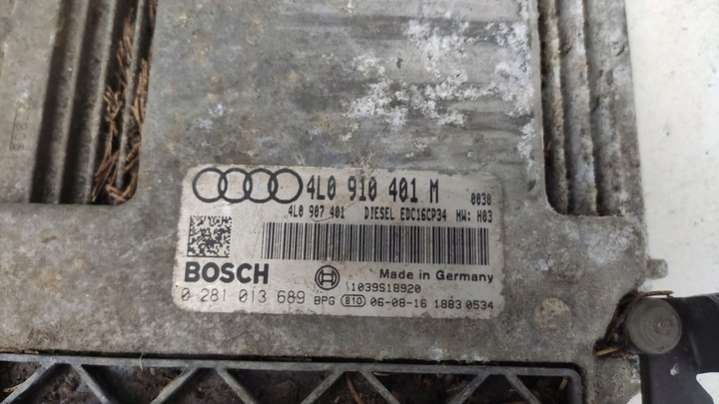 4L0 910 401 M 0030
4L0 907 401 DIESEL EDC16CP34 HW: H03
BOSCH Made in Germany
1039S18920
0 281 013 689 BPG 810 06-08-16 1883 0534